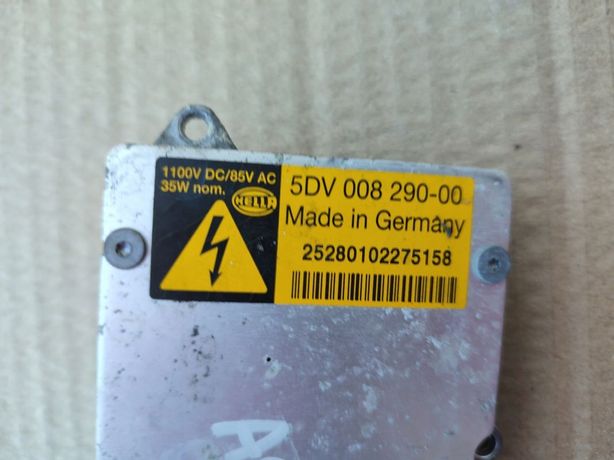 1100V DC/85V AC
35W nom.
HELLA
5DV 008 290-00
Made in Germany
25280102275158